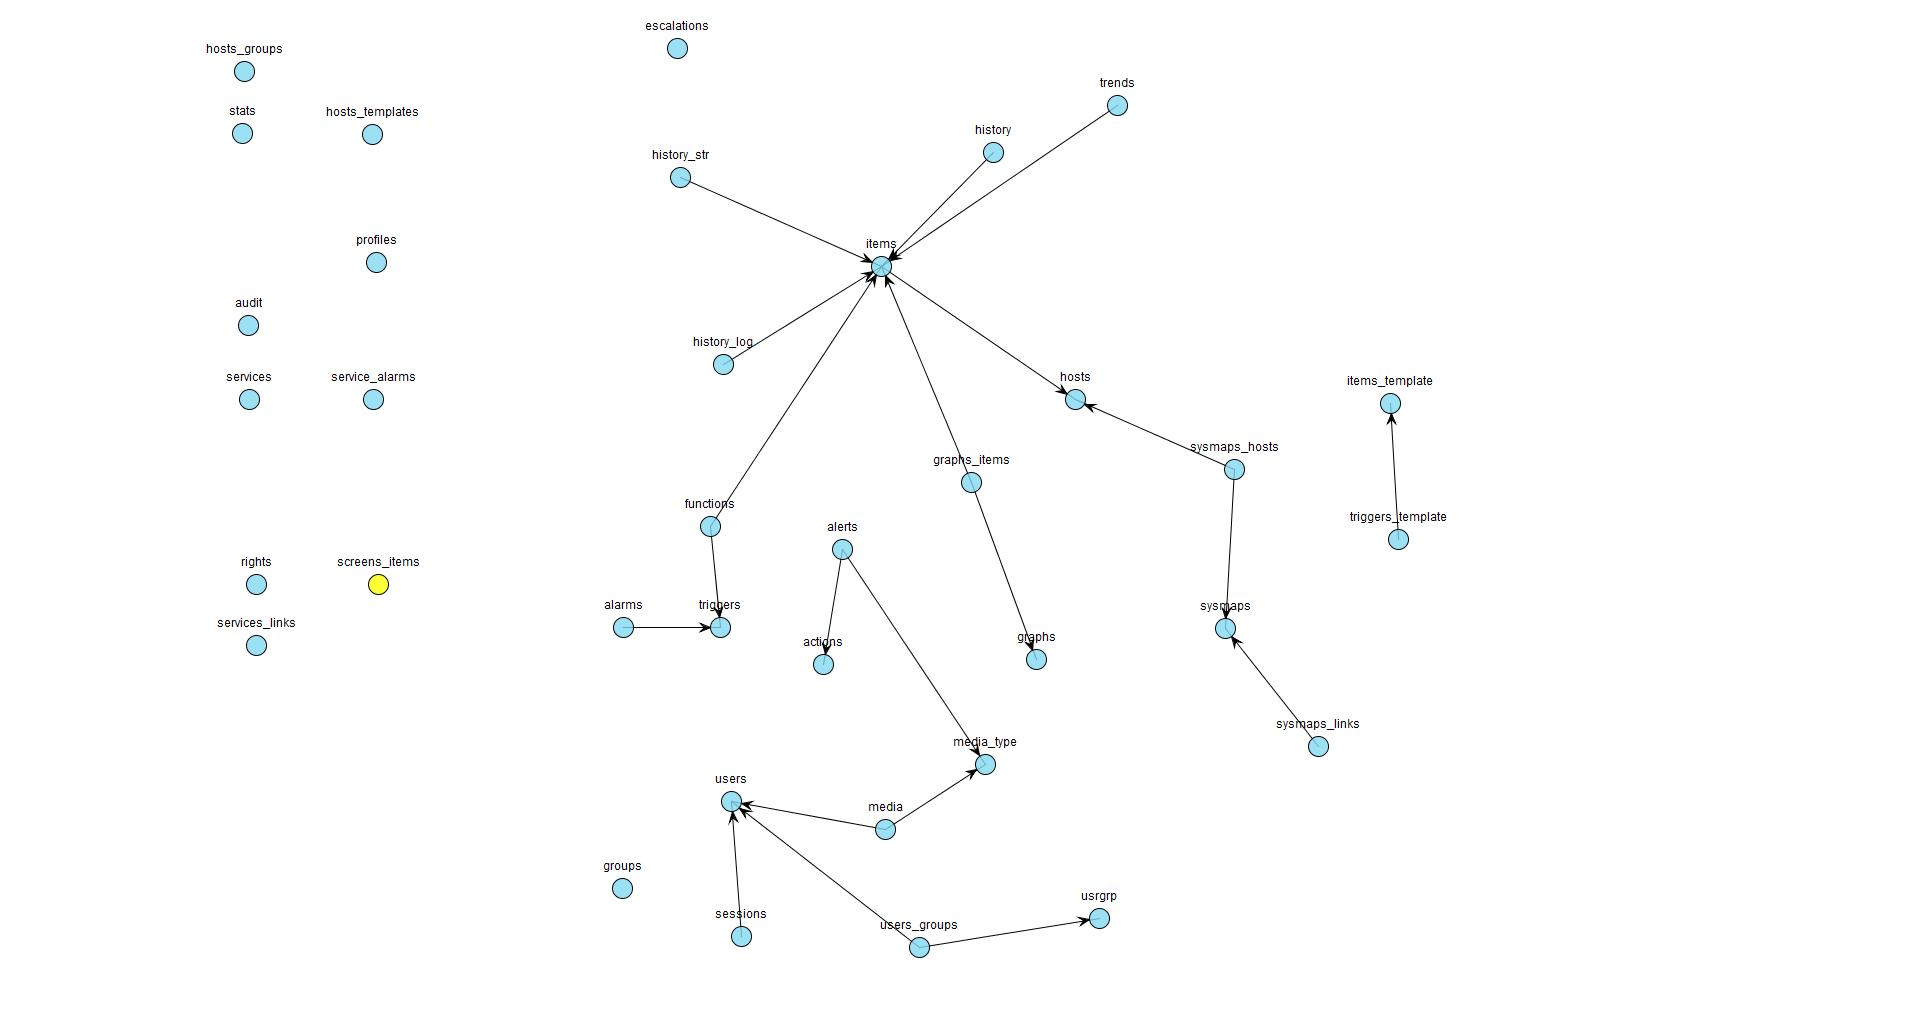 escalations
hosts_groups
trends
stats
hosts_templates
history
history_str
profiles
items
audit
history_log
services
service_alarms
hosts
items_template
sysmaps_hosts
graphs_items
functions
triggers_template
alerts
rights
screens_items
alarms
triggers
sysmaps
services_links
actions
graphs
sysmaps_links
media_type
users
media
groups
usrgrp
sessions
users_groups